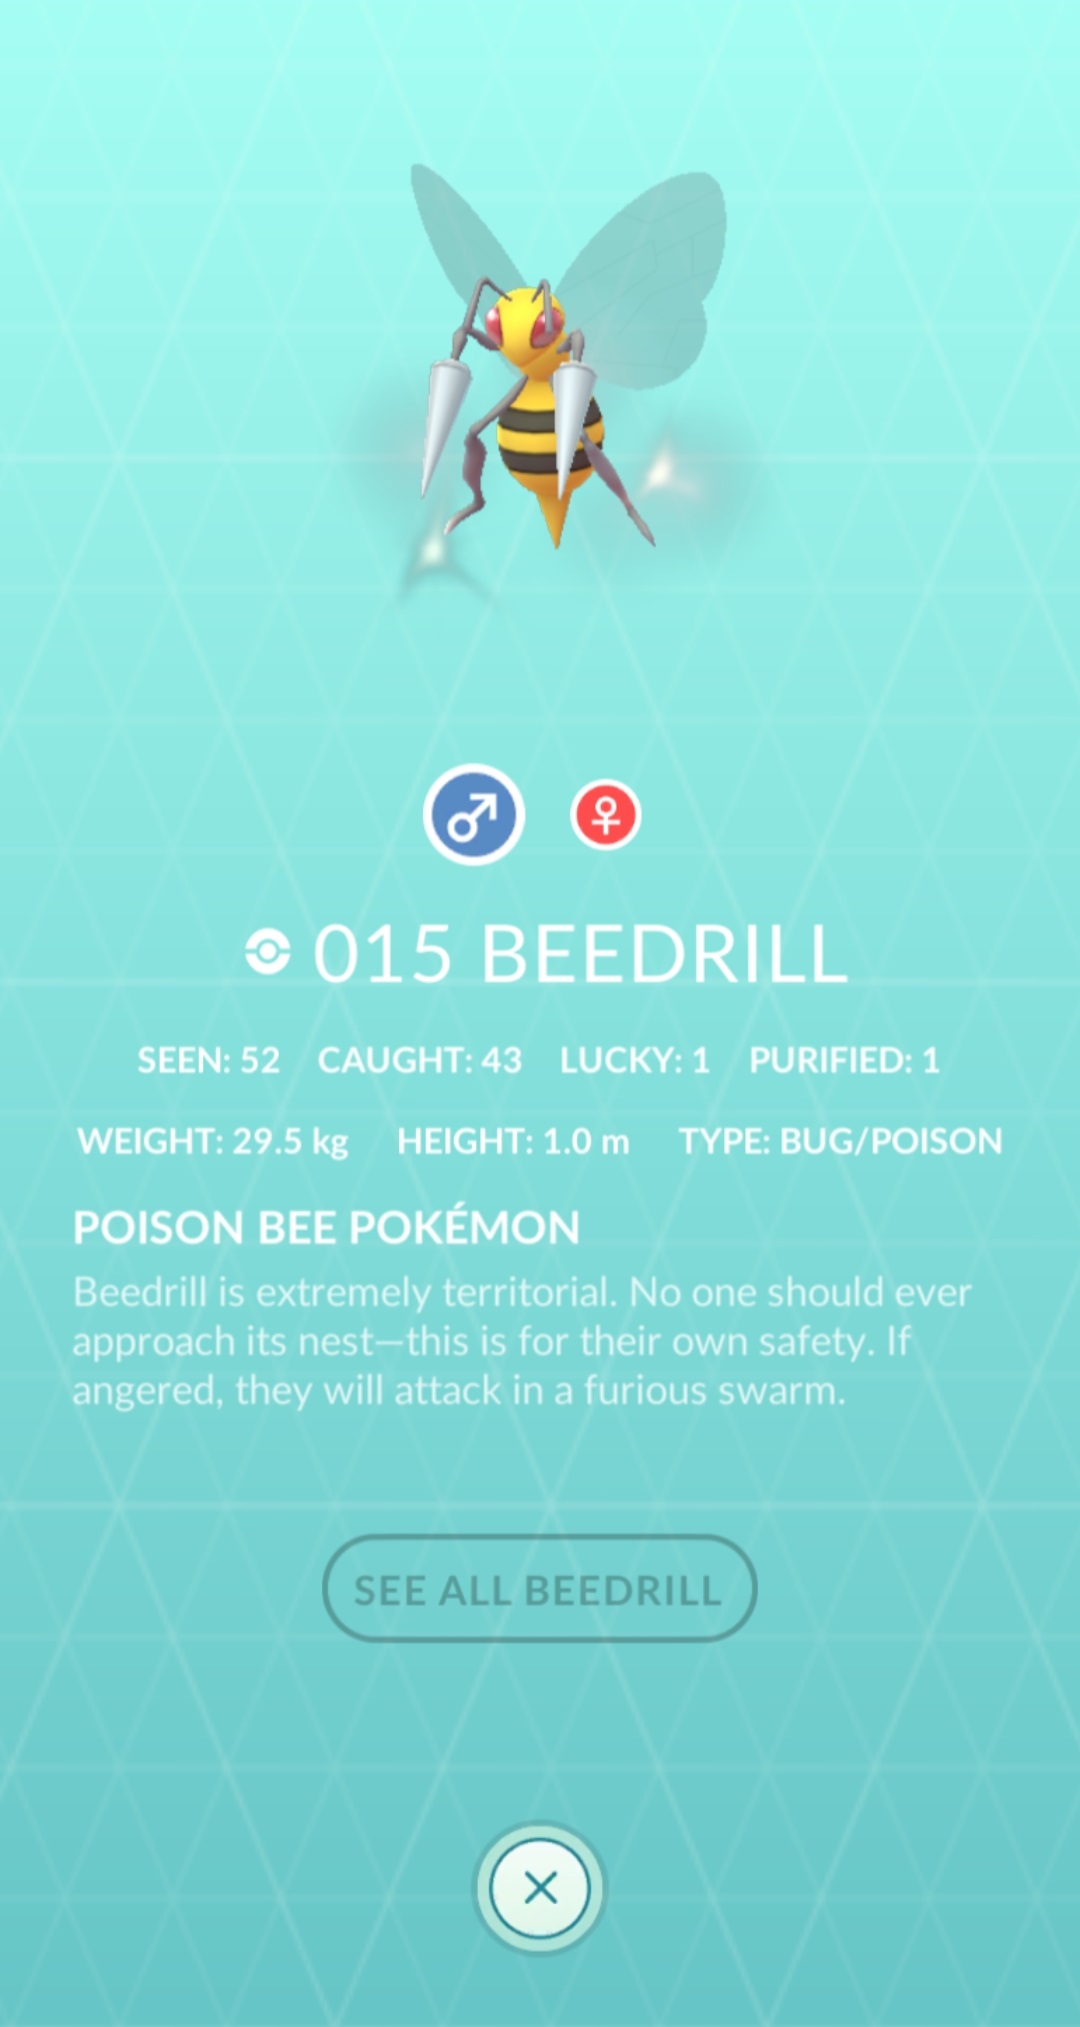 015 BEEDRILL
SEEN: 52 CAUGHT: 43 LUCKY: 1 PURIFIED: 1
WEIGHT: 29.5 kg HEIGHT: 1.0 m TYPE: BUG/POISON
POISON BEE POKÉMON
Beedrill is extremely territorial. No one should ever
approach its nest—this is for their own safety. If
angered, they will attack in a furious swarm.
SEE ALL BEEDRILL